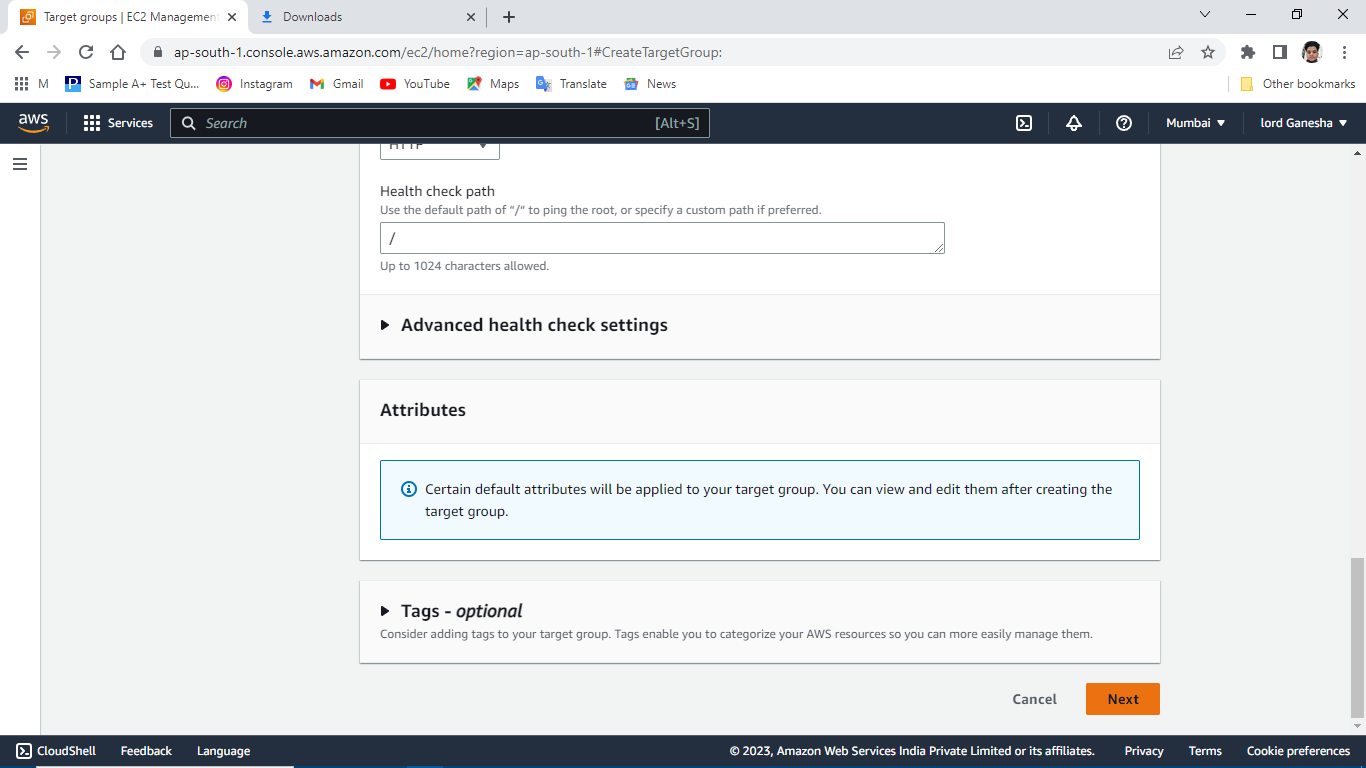 Target groups | EC2 Management
Downloads
ap-south-1.console.aws.amazon.com/ec2/home?region=ap-south-1#CreateTargetGroup:
M
P
Sample A+ Test Qu...
Instagram
Gmail
YouTube
Maps
Translate
News
Other bookmarks
aws
Services
Search
[Alt+S]
Mumbai
lord Ganesha
HTTP
Health check path
Use the default path of "/" to ping the root, or specify a custom path if preferred.
/
Up to 1024 characters allowed.
Advanced health check settings
Attributes
Certain default attributes will be applied to your target group. You can view and edit them after creating the
target group.
Tags - optional
Consider adding tags to your target group. Tags enable you to categorize your AWS resources so you can more easily manage them.
Cancel
Next
CloudShell
Feedback
Language
© 2023, Amazon Web Services India Private Limited or its affiliates.
Privacy
Terms
Cookie preferences